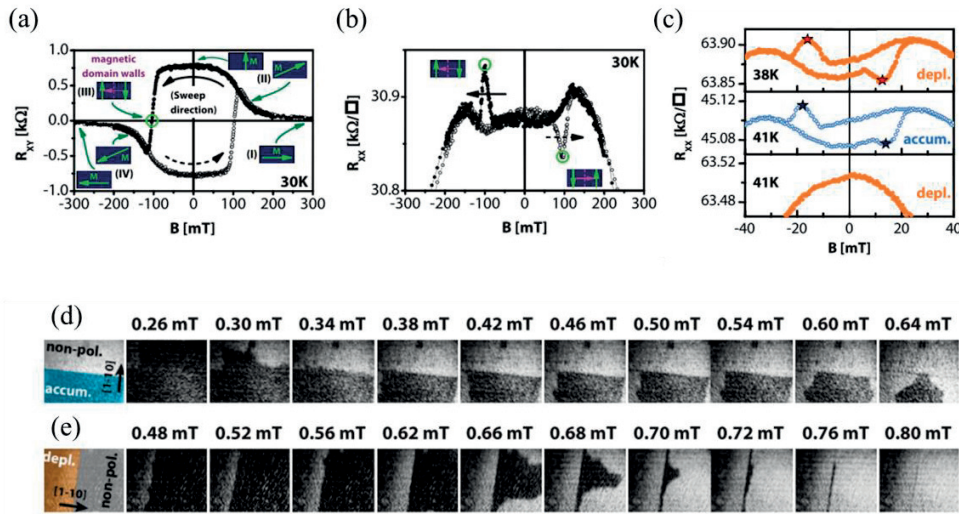 (a)
1.0
0.5
0.0
-0.5
-1.0
R_XY [kΩ]
magnetic
domain walls
(III)
M
(II)
M
(Sweep
direction)
(I)
M
M
(IV)
M
30K
-300 -200 -100 0 100 200 300
B [mT]
(b)
30K
30.9
30.8
R_XX [kΩ/□]
-200 -100 0 100 200
B [mT]
(c)
63.90
63.85
38K
depl.
45.12
45.08
41K
accum.
63.52
63.48
41K
depl.
R_XX [kΩ/□]
-40 -20 0 20 40
B [mT]
(d)
0.26 mT 0.30 mT 0.34 mT 0.38 mT 0.42 mT 0.46 mT 0.50 mT 0.54 mT 0.60 mT 0.64 mT
non-pol.
accum.
[1-10]
(e)
0.48 mT 0.52 mT 0.56 mT 0.62 mT 0.66 mT 0.68 mT 0.70 mT 0.72 mT 0.76 mT 0.80 mT
depl.
[1-10]
non-pol.